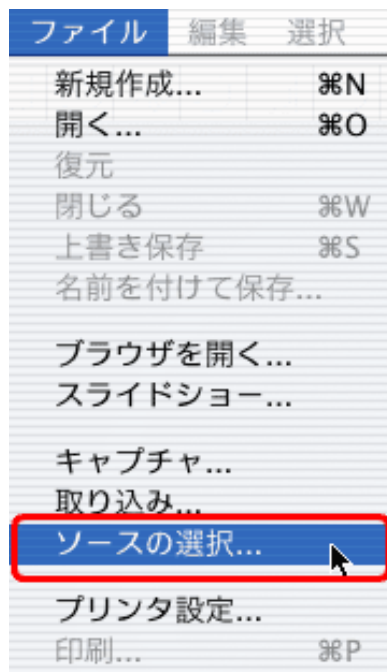 ファイル 編集 選択
新規作成... ⌘N
開く... ⌘O
復元
閉じる ⌘W
上書き保存 ⌘S
名前を付けて保存...
ブラウザを開く...
スライドショー...
キャプチャ...
取り込み...
ソースの選択...
プリンタ設定...
印刷... ⌘P